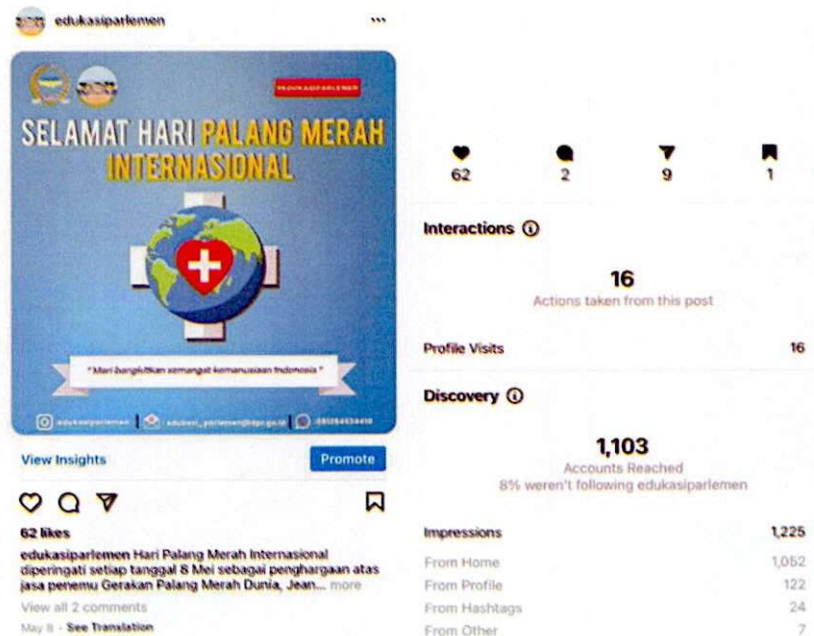 edukasiparlemen
SELAMAT HARI PALANG MERAH
INTERNASIONAL
"Mari bangkitkan semangat kemanusiaan Indonesia"
edukasiparlemen
View Insights
Promote
62 likes
edukasiparlemen Hari Palang Merah Internasional
diperingati setiap tanggal 8 Mei sebagai penghargaan atas
jasa penemu Gerakan Palang Merah Dunia, Jean... more
View all 2 comments
May 8 · See Translation
62
2
9
1
Interactions
16
Actions taken from this post
Profile Visits 16
Discovery
1,103
Accounts Reached
8% weren't following edukasiparlemen
Impressions 1,225
From Home 1,052
From Profile 122
From Hashtags 24
From Other 7